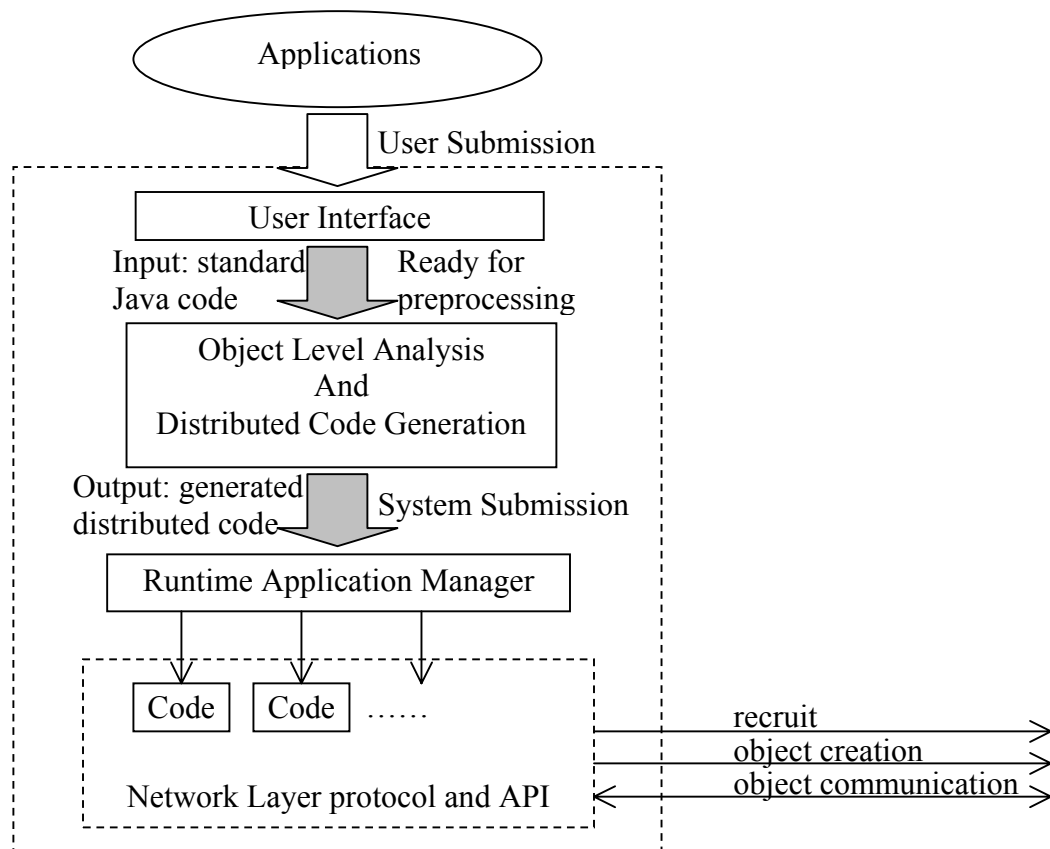 Applications
User Submission
User Interface
Input: standard
Java code
Ready for
preprocessing
Object Level Analysis
And
Distributed Code Generation
Output: generated
distributed code
System Submission
Runtime Application Manager
Code
Code
……
recruit
object creation
object communication
Network Layer protocol and API